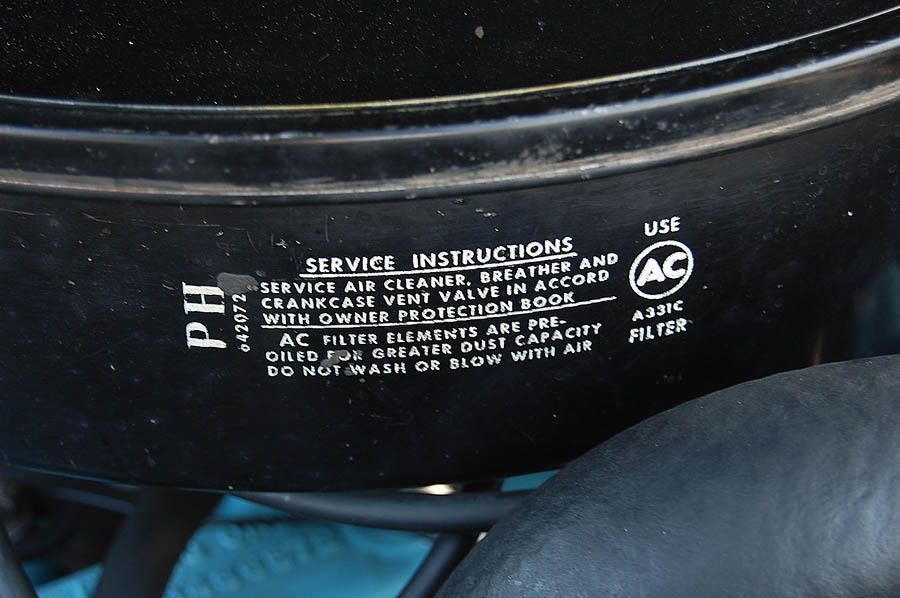 PH
642072
SERVICE INSTRUCTIONS
SERVICE AIR CLEANER, BREATHER AND
CRANKCASE VENT VALVE IN ACCORD
WITH OWNER PROTECTION BOOK
AC FILTER ELEMENTS ARE PRE-
OILED FOR GREATER DUST CAPACITY
DO NOT WASH OR BLOW WITH AIR
USE
AC
A331C
FILTER